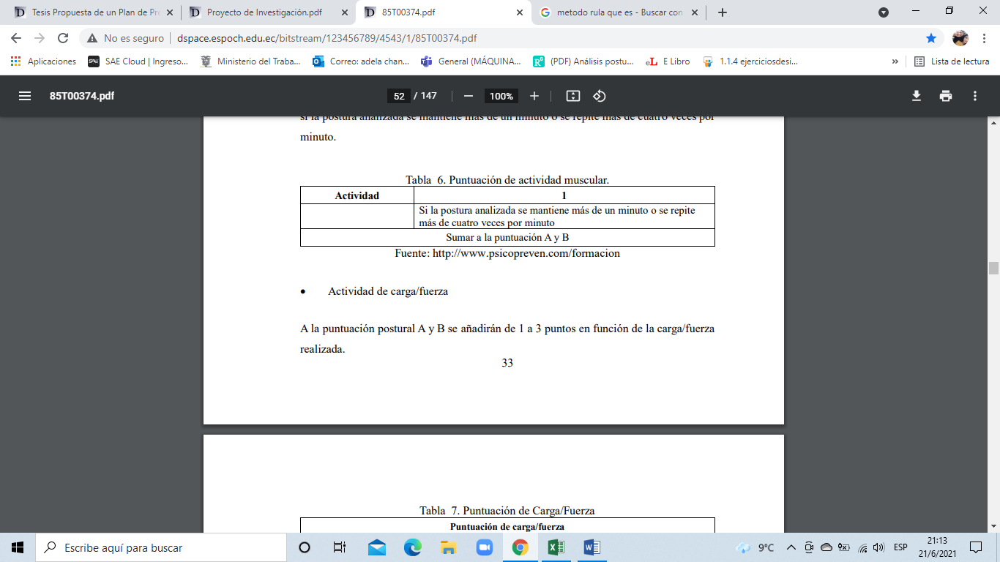 Tesis Propuesta de un Plan de Pre
Proyecto de Investigación.pdf
85T00374.pdf
metodo rula que es - Buscar con
No es seguro
dspace.espoch.edu.ec/bitstream/123456789/4543/1/85T00374.pdf
Aplicaciones
SAE Cloud | Ingreso...
Ministerio del Traba...
Correo: adela chan...
General (MÁQUINA...
(PDF) Análisis postu...
E Libro
1.1.4 ejerciciosdesi...
»
Lista de lectura
85T00374.pdf
52 / 147
100%
si la postura analizada se mantiene más de un minuto o se repite más de cuatro veces por
minuto.
Tabla 6. Puntuación de actividad muscular.
Actividad
1
Si la postura analizada se mantiene más de un minuto o se repite
más de cuatro veces por minuto
Sumar a la puntuación A y B
Fuente: http://www.psicopreven.com/formacion
• Actividad de carga/fuerza
A la puntuación postural A y B se añadirán de 1 a 3 puntos en función de la carga/fuerza
realizada.
33
Tabla 7. Puntuación de Carga/Fuerza
Puntuación de carga/fuerza
Escribe aquí para buscar
9°C
ESP
21:13
21/6/2021